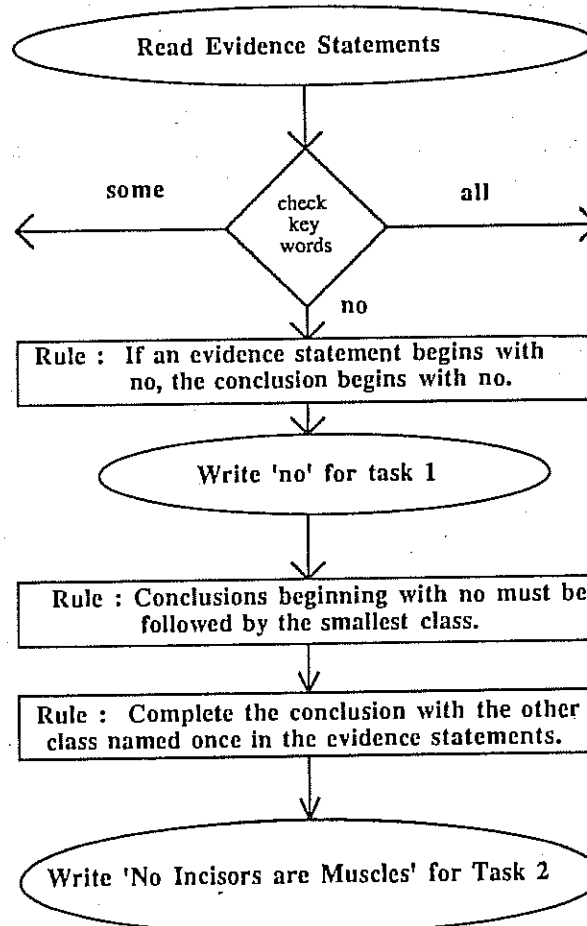 Read Evidence Statements
some
check
key
words
all
no
Rule : If an evidence statement begins with
no, the conclusion begins with no.
Write 'no' for task 1
Rule : Conclusions beginning with no must be
followed by the smallest class.
Rule : Complete the conclusion with the other
class named once in the evidence statements.
Write 'No Incisors are Muscles' for Task 2